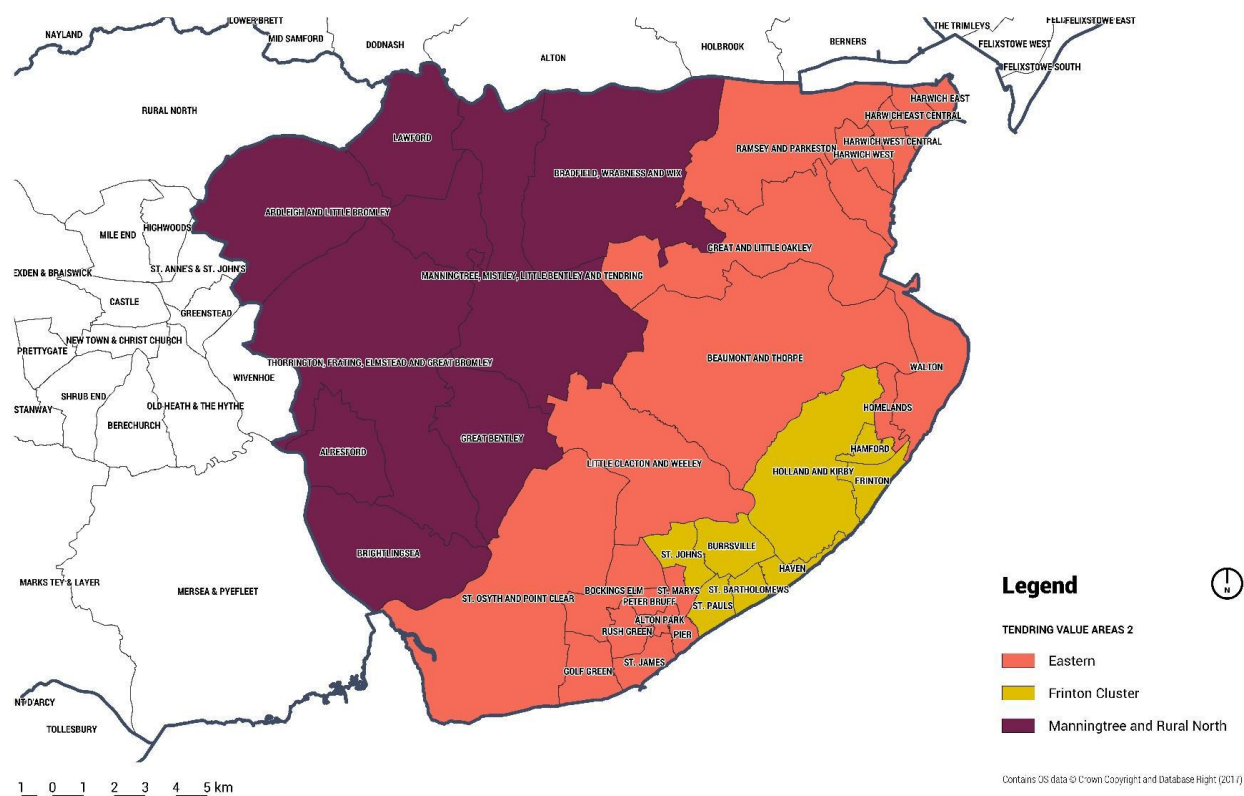 LOWER BRETT
THE TRIMLEYS
FELIXSTOWE EAST
NAYLAND
MID SAMFORD
DODNASH
HOLBROOK
BERNERS
FELIXSTOWE WEST
ALTON
FELIXSTOWE SOUTH
RURAL NORTH
HARWICH EAST
HARWICH EAST CENTRAL
LAWFORD
HARWICH WEST CENTRAL
RAMSEY AND PARKESTON
HARWICH WEST
BRADFIELD, WRABNESS AND WIX
ARDLEIGH AND LITTLE BROMLEY
HIGHWOODS
MILE END
GREAT AND LITTLE OAKLEY
EXDEN & BRAISWICK
ST. ANNE'S & ST. JOHN'S
MANNINGTREE, MISTLEY, LITTLE BENTLEY AND TENDRING
CASTLE
GREENSTEAD
NEW TOWN & CHRIST CHURCH
PRETTYGATE
BEAUMONT AND THORPE
THORRINGTON, FRATING, ELMSTEAD AND GREAT BROMLEY
WALTON
WIVENHOE
SHRUB END
OLD HEATH & THE HYTHE
HOMELANDS
STANWAY
BERECHURCH
GREAT BENTLEY
ALRESFORD
HAMFORD
LITTLE CLACTON AND WEELEY
HOLLAND AND KIRBY
FRINTON
BURRSVILLE
BRIGHTLINGSEA
ST. JOHNS
HAVEN
MARKS TEY & LAYER
MERSEA & PYEFLEET
BOCKINGS ELM
ST. MARYS
ST. BARTHOLOMEWS
ST. OSYTH AND POINT CLEAR
PETER BRUFF
ST. PAULS
ALTON PARK
RUSH GREEN
PIER
ST. JAMES
GOLF GREEN
NT D'ARCY
TOLLESBURY
Legend
N
TENDRING VALUE AREAS 2
Eastern
Frinton Cluster
Manningtree and Rural North
Contains OS data © Crown Copyright and Database Right (2017)
1 0 1 2 3 4 5 km